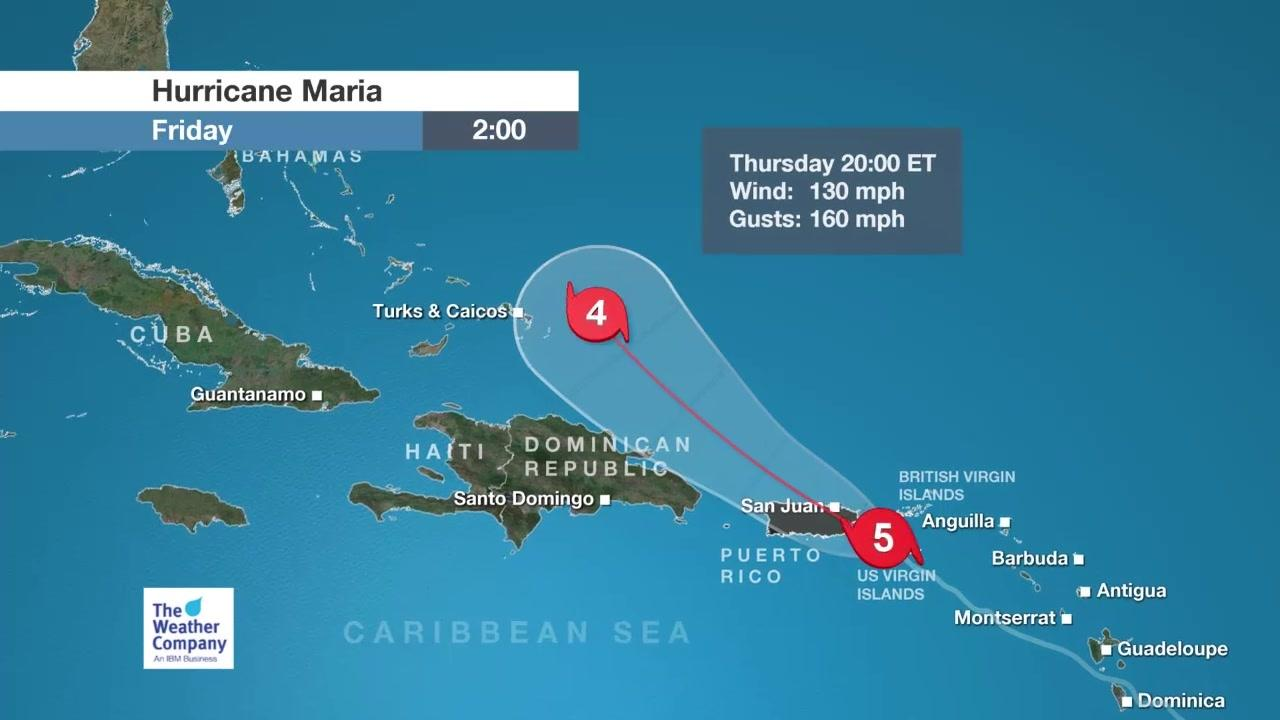 Hurricane Maria
Friday 2:00
BAHAMAS
Thursday 20:00 ET
Wind: 130 mph
Gusts: 160 mph
Turks & Caicos
4
CUBA
Guantanamo
HAITI
DOMINICAN
REPUBLIC
Santo Domingo
San Juan
BRITISH VIRGIN
ISLANDS
Anguilla
5
PUERTO
RICO
US VIRGIN
ISLANDS
Barbuda
Antigua
Montserrat
Guadeloupe
Dominica
CARIBBEAN SEA
The
Weather
Company
An IBM Business